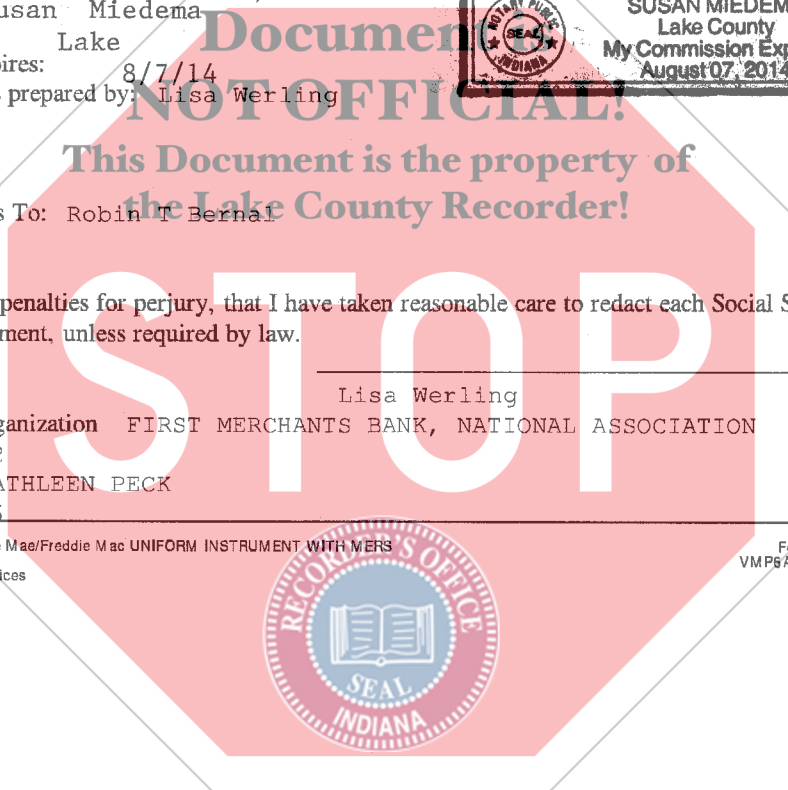 usan Miedema
Lake
ires: 8/7/14
s prepared by: Lisa Werling
NOTARY PUBLIC
SEAL
INDIANA
SUSAN MIEDEM
Lake County
My Commission Exp
August 07, 2014
Document is
NOT OFFICIAL!
This Document is the property of
the Lake County Recorder!
s To: Robin T Bernal
penalties for perjury, that I have taken reasonable care to redact each Social S
ment, unless required by law.
STOP
Lisa Werling
ganization FIRST MERCHANTS BANK, NATIONAL ASSOCIATION
ATHLEEN PECK
Mae/Freddie Mac UNIFORM INSTRUMENT WITH MERS
ices
VMP6A
RECORDER'S OFFICE
SEAL
INDIANA